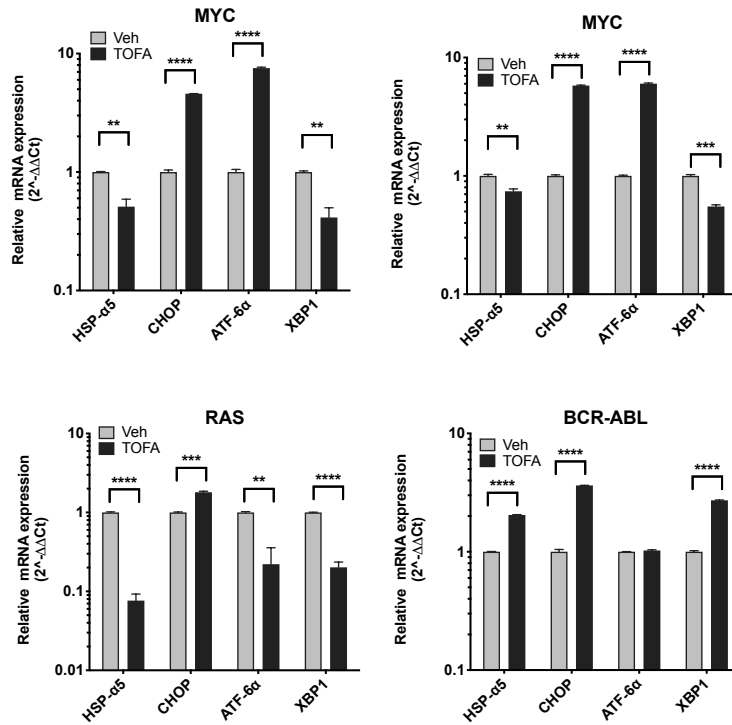 MYC
Relative mRNA expression
(2^-ΔΔCt)
Veh
TOFA
10
1
0.1
**
****
****
**
HSP-α5
CHOP
ATF-6α
XBP1
MYC
Relative mRNA expression
(2^-ΔΔCt)
Veh
TOFA
10
1
0.1
**
****
****
***
HSP-α5
CHOP
ATF-6α
XBP1
RAS
Relative mRNA expression
(2^-ΔΔCt)
Veh
TOFA
10
1
0.1
0.01
****
***
**
****
HSP-α5
CHOP
ATF-6α
XBP1
BCR-ABL
Relative mRNA expression
(2^-ΔΔCt)
Veh
TOFA
10
1
0.1
****
****
****
HSP-α5
CHOP
ATF-6α
XBP1